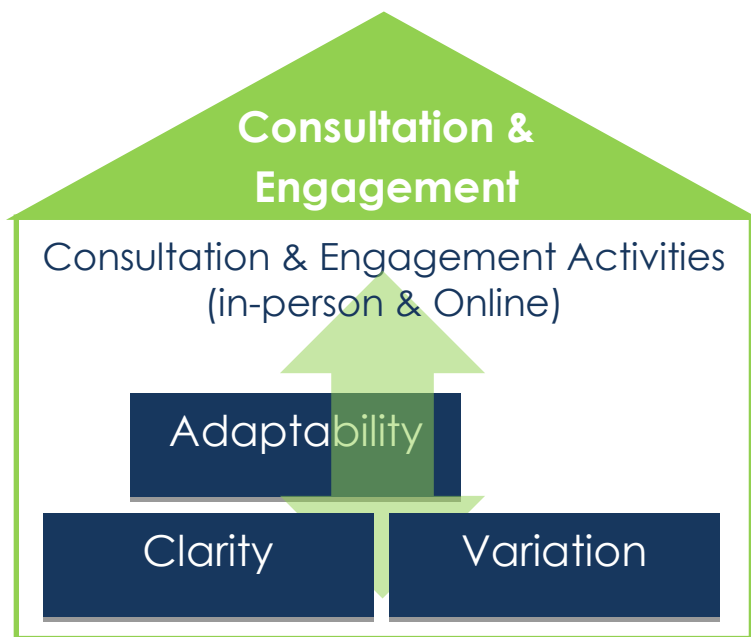 Consultation &
Engagement
Consultation & Engagement Activities
(in-person & Online)
Adaptability
Clarity
Variation